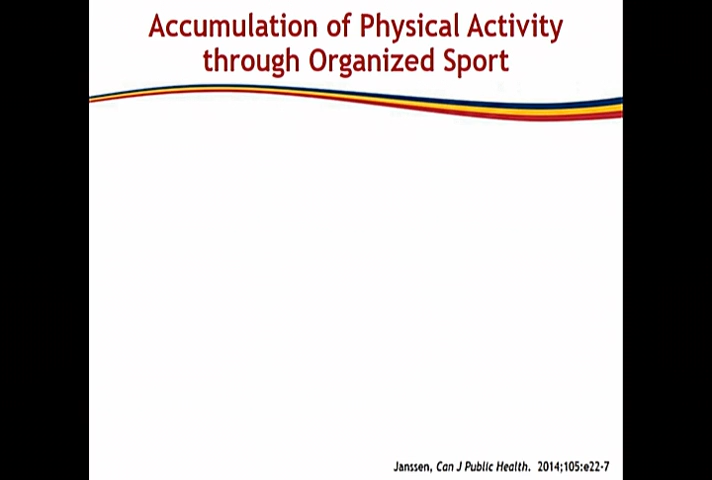 Accumulation of Physical Activity
through Organized Sport
Janssen, Can J Public Health. 2014;105:e22-7